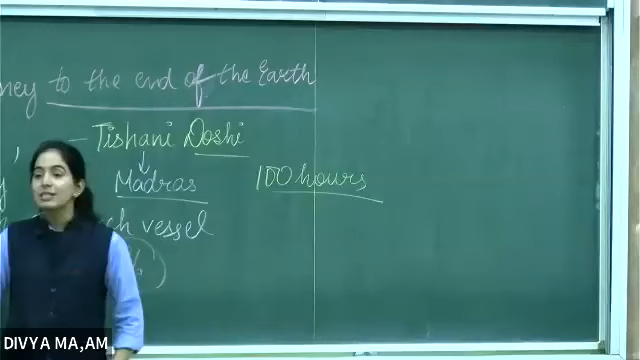 ney to the end of the Earth
- Tishani Doshi
↓
Madras
100 hours
ch vessel
DIVYA MA,AM